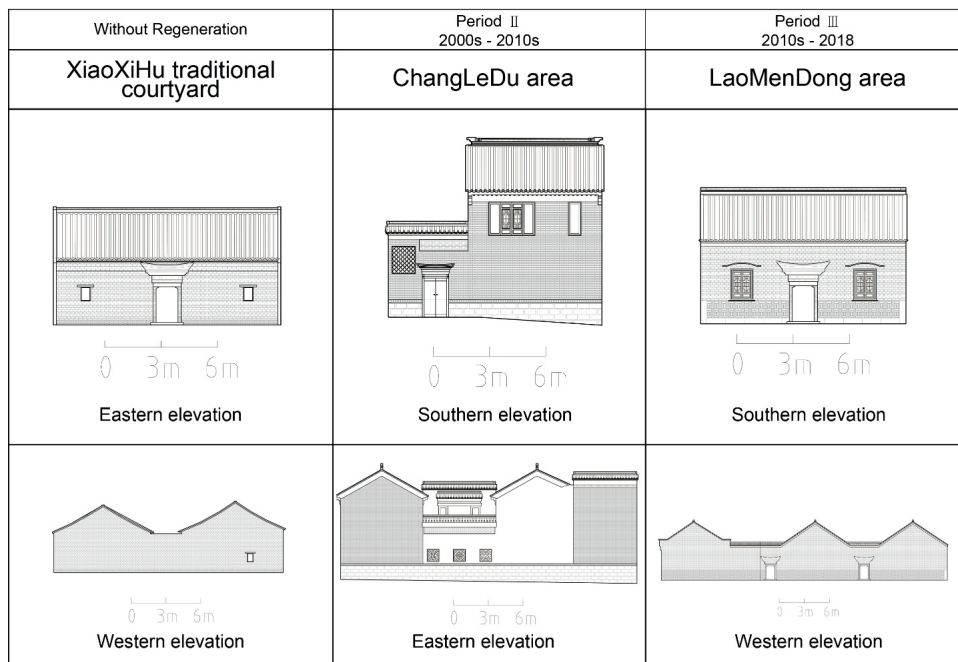 Without Regeneration
Period Ⅱ
2000s - 2010s
Period Ⅲ
2010s - 2018
XiaoXiHu traditional
courtyard
ChangLeDu area
LaoMenDong area
0 3m 6m
Eastern elevation
0 3m 6m
Southern elevation
0 3m 6m
Southern elevation
0 3m 6m
Western elevation
0 3m 6m
Eastern elevation
0 3m 6m
Western elevation